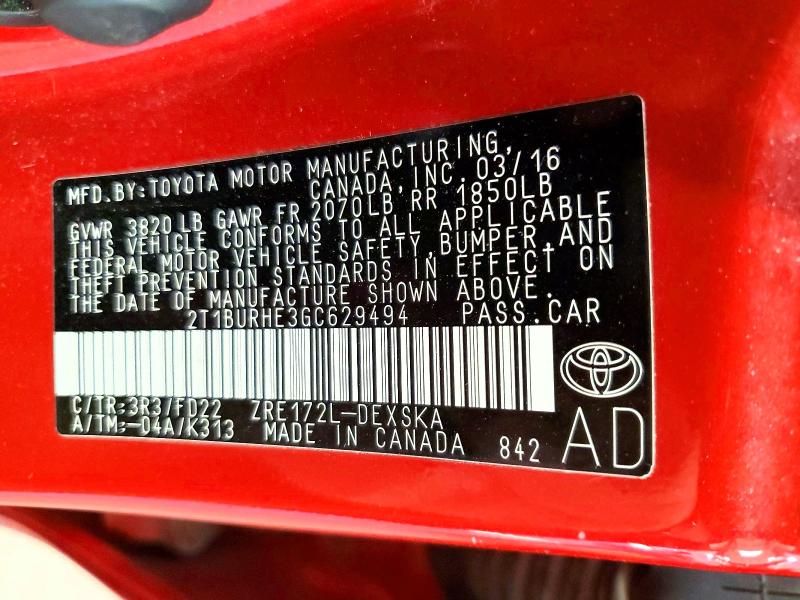 MFD.BY:TOYOTA MOTOR MANUFACTURING,
CANADA, INC. 03/16
GVWR 3820 LB GAWR FR 2070LB RR 1850LB
THIS VEHICLE CONFORMS TO ALL APPLICABLE
FEDERAL MOTOR VEHICLE SAFETY,BUMPER,AND
THEFT PREVENTION STANDARDS IN EFFECT ON
THE DATE OF MANUFACTURE SHOWN ABOVE.
2T1BURHE3GC629494 PASS.CAR
C/TR:3R3/FD22 ZRE172L-DEXSKA
A/TM:-04A/K313 MADE IN CANADA 842 AD